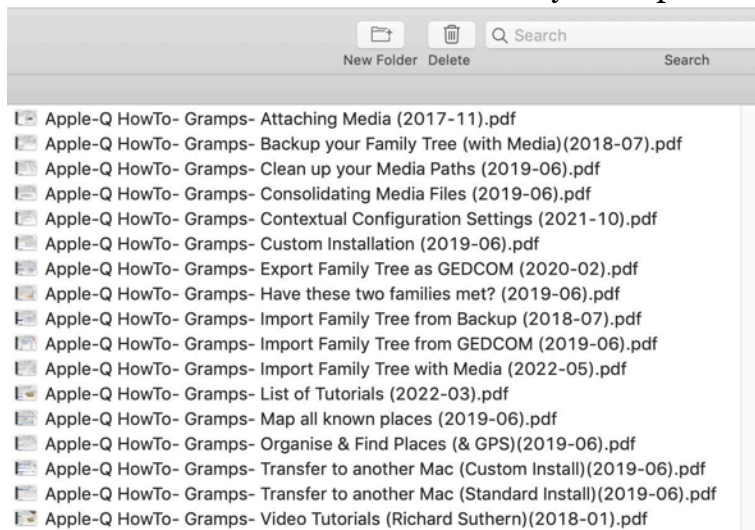 New Folder Delete Search Search
Apple-Q HowTo- Gramps- Attaching Media (2017-11).pdf
Apple-Q HowTo- Gramps- Backup your Family Tree (with Media)(2018-07).pdf
Apple-Q HowTo- Gramps- Clean up your Media Paths (2019-06).pdf
Apple-Q HowTo- Gramps- Consolidating Media Files (2019-06).pdf
Apple-Q HowTo- Gramps- Contextual Configuration Settings (2021-10).pdf
Apple-Q HowTo- Gramps- Custom Installation (2019-06).pdf
Apple-Q HowTo- Gramps- Export Family Tree as GEDCOM (2020-02).pdf
Apple-Q HowTo- Gramps- Have these two families met? (2019-06).pdf
Apple-Q HowTo- Gramps- Import Family Tree from Backup (2018-07).pdf
Apple-Q HowTo- Gramps- Import Family Tree from GEDCOM (2019-06).pdf
Apple-Q HowTo- Gramps- Import Family Tree with Media (2022-05).pdf
Apple-Q HowTo- Gramps- List of Tutorials (2022-03).pdf
Apple-Q HowTo- Gramps- Map all known places (2019-06).pdf
Apple-Q HowTo- Gramps- Organise & Find Places (& GPS)(2019-06).pdf
Apple-Q HowTo- Gramps- Transfer to another Mac (Custom Install)(2019-06).pdf
Apple-Q HowTo- Gramps- Transfer to another Mac (Standard Install)(2019-06).pdf
Apple-Q HowTo- Gramps- Video Tutorials (Richard Suthern)(2018-01).pdf